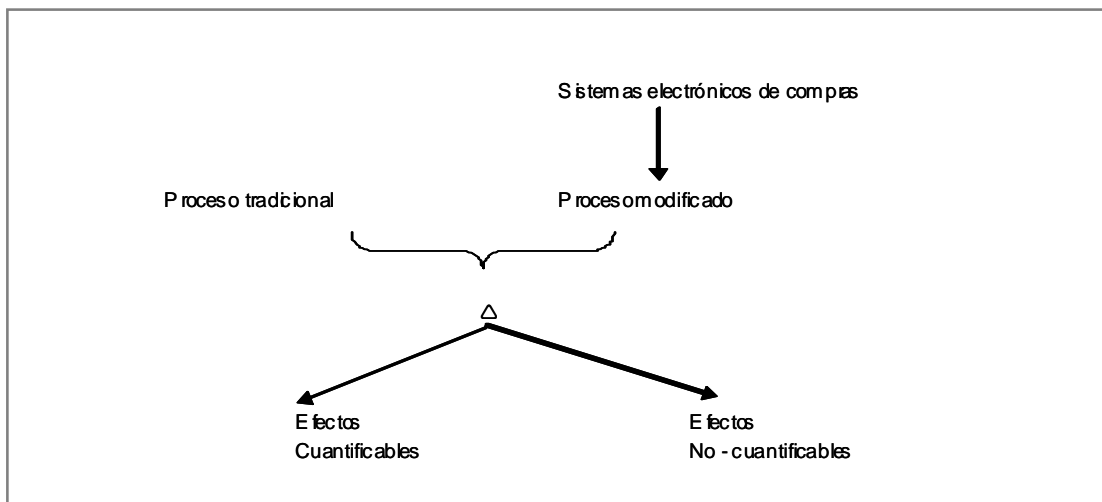 Sistemas electrónicos de compras
Proceso tradicional
Proceso modificado
Δ
Efectos
Cuantificables
Efectos
No - cuantificables